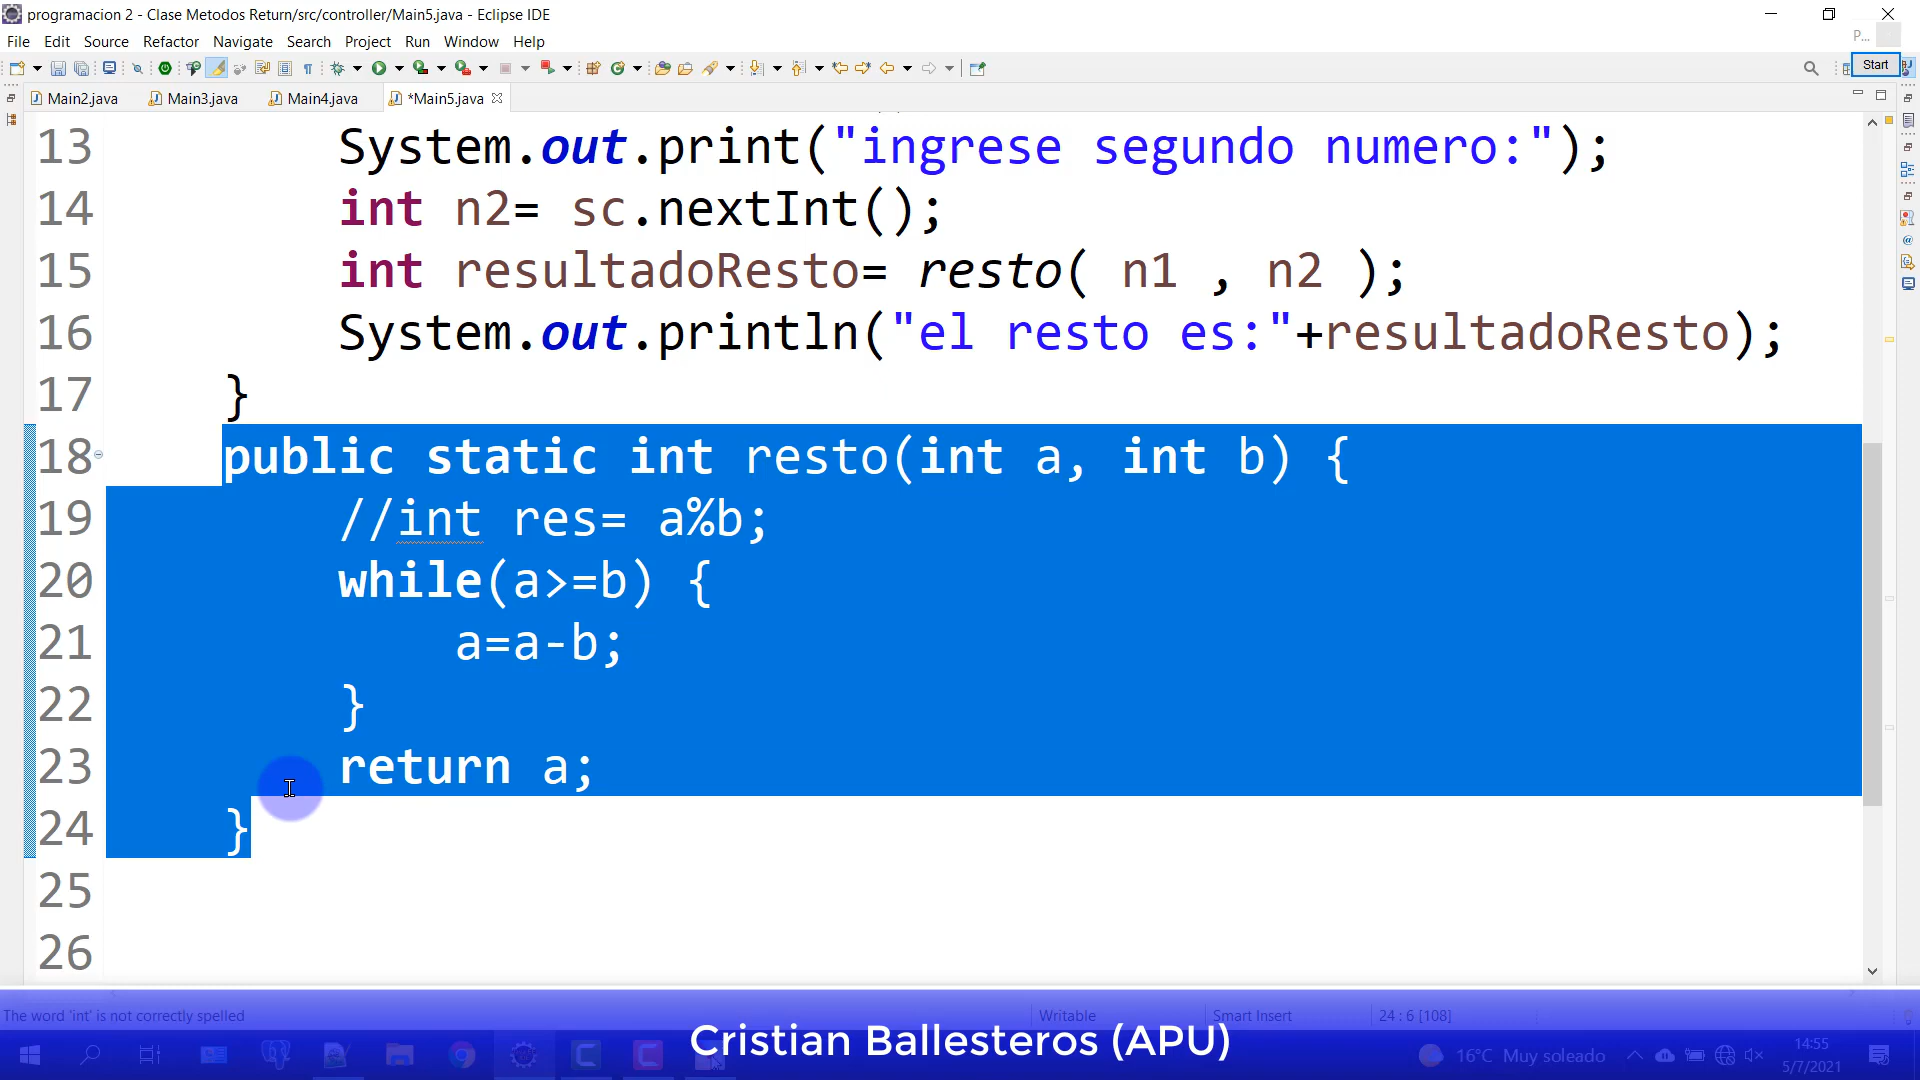 programacion 2 - Clase Metodos Return/src/controller/Main5.java - Eclipse IDE
File Edit Source Refactor Navigate Search Project Run Window Help
P...
Start
Main2.java Main3.java Main4.java *Main5.java
13 System.out.print("ingrese segundo numero:");
14 int n2= sc.nextInt();
15 int resultadoResto= resto( n1 , n2 );
16 System.out.println("el resto es:"+resultadoResto);
17 }
18 public static int resto(int a, int b) {
19 //int res= a%b;
20 while(a>=b) {
21 a=a-b;
22 }
23 return a;
24 }
25
26
The word 'int' is not correctly spelled Writable Smart Insert 24 : 6 [108]
Cristian Ballesteros (APU)
16°C Muy soleado
14:55
5/7/2021